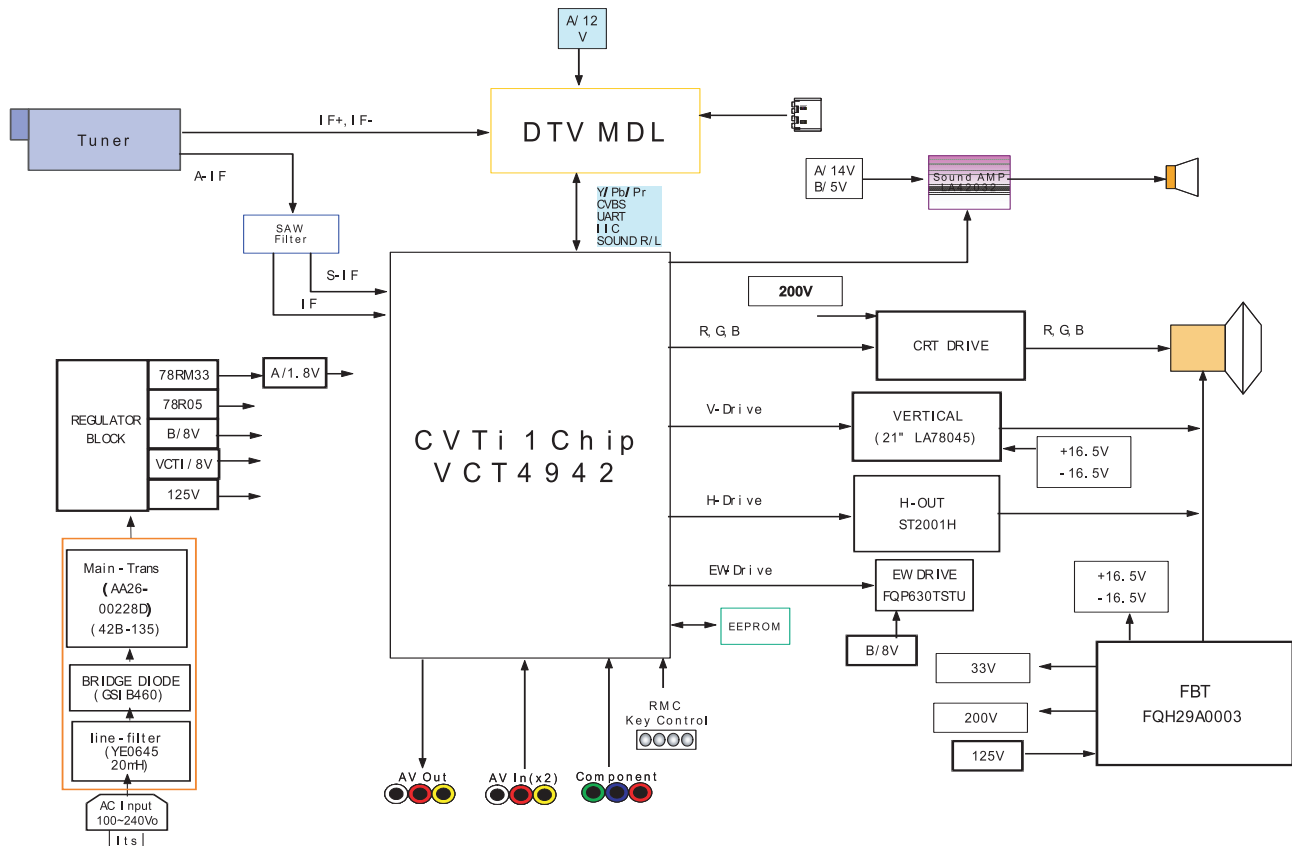 A/ 12
V
Tuner
IF+, IF-
DTV MDL
A-IF
A/ 14V
B/ 5V
Sound AMP
LA42032
Y/Pb/Pr
CVBS
UART
IIC
SOUND R/L
SAW
Filter
S-IF
IF
200V
R, G, B
CRT DRIVE
R, G, B
REGULATOR
BLOCK
78RM33
A/1.8V
78R05
B/8V
VCTI/8V
125V
CVTi 1 Chip
VCT4942
V-Drive
VERTICAL
(21" LA78045)
+16.5V
-16.5V
H-Drive
H-OUT
ST2001H
EW-Drive
EW DRIVE
FQP630TSTU
B/8V
EEPROM
+16.5V
-16.5V
33V
200V
125V
FBT
FQH29A0003
Main-Trans
(AA26-
00228D)
(42B-135)
BRIDGE DIODE
(GSIB460)
line-filter
(YE0645
20mH)
AC Input
100~240Vo
Its
RMC
Key Control
AV Out
AV In(x2)
Component